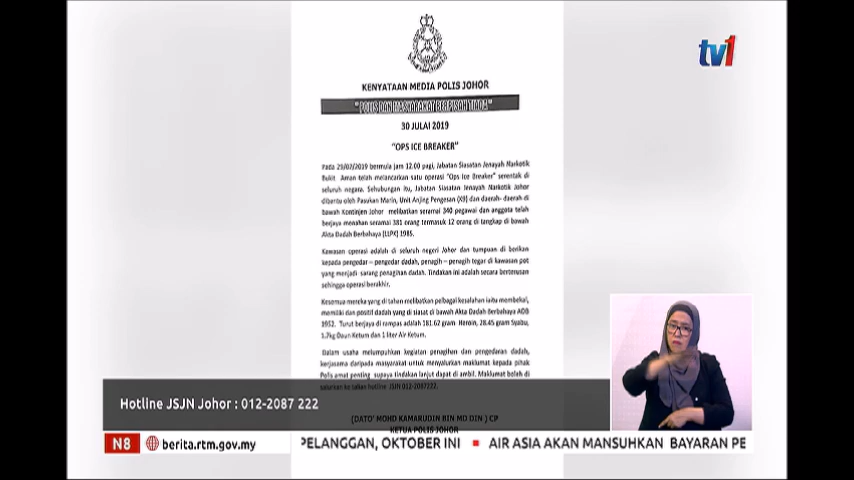 tv1
KENYATAAN MEDIA POLIS JOHOR
"POLIS DAN MASYARAKAT BERPISAH TIADA"
30 JULAI 2019
"OPS ICE BREAKER"
Pada 29/07/2019 bermula jam 12.00 pagi, Jabatan Siasatan Jenayah Narkotik
Bukit Aman telah melancarkan satu operasi "Ops Ice Breaker" serentak di
seluruh negara. Sehubungan itu, Jabatan Siasatan Jenayah Narkotik Johor
dibantu oleh Pasukan Marin, Unit Anjing Pengesan (K9) dan daerah- daerah di
bawah Kontinjen Johor melibatkan seramai 340 pegawai dan anggota telah
berjaya menahan seramai 381 orang termasuk 12 orang di tangkap di bawah
Akta Dadah Berbahaya [LLPK] 1985.
Kawasan operasi adalah di seluruh negeri Johor dan tumpuan di berikan
kepada pengedar – pengedar dadah, penagih – penagih tegar di kawasan pot
yang menjadi sarang penagihan dadah. Tindakan ini adalah secara berterusan
sehingga operasi berakhir.
Kesemua mereka yang di tahan melibatkan pelbagai kesalahan iaitu membekal,
memiliki dan positif dadah yang di siasat di bawah Akta Dadah Berbahaya ADB
1952. Turut berjaya di rampas adalah 181.62 gram Heroin, 28.45 gram Syabu,
1.7kg Daun Ketum dan 1 liter Air Ketum.
Dalam usaha melumpuhkan kegiatan penagihan dan pengedaran dadah,
kerjasama daripada masyarakat untuk menyalurkan maklumat kepada pihak
Polis amat penting supaya tindakan lanjut dapat di ambil. Maklumat boleh di
salurkan ke talian hotline JSJN 012-2087222.
(DATO' MOHD KAMARUDIN BIN MD DIN) CP
KETUA POLIS JOHOR
Hotline JSJN Johor : 012-2087 222
N8 berita.rtm.gov.my PELANGGAN, OKTOBER INI ■ AIR ASIA AKAN MANSUHKAN BAYARAN PE